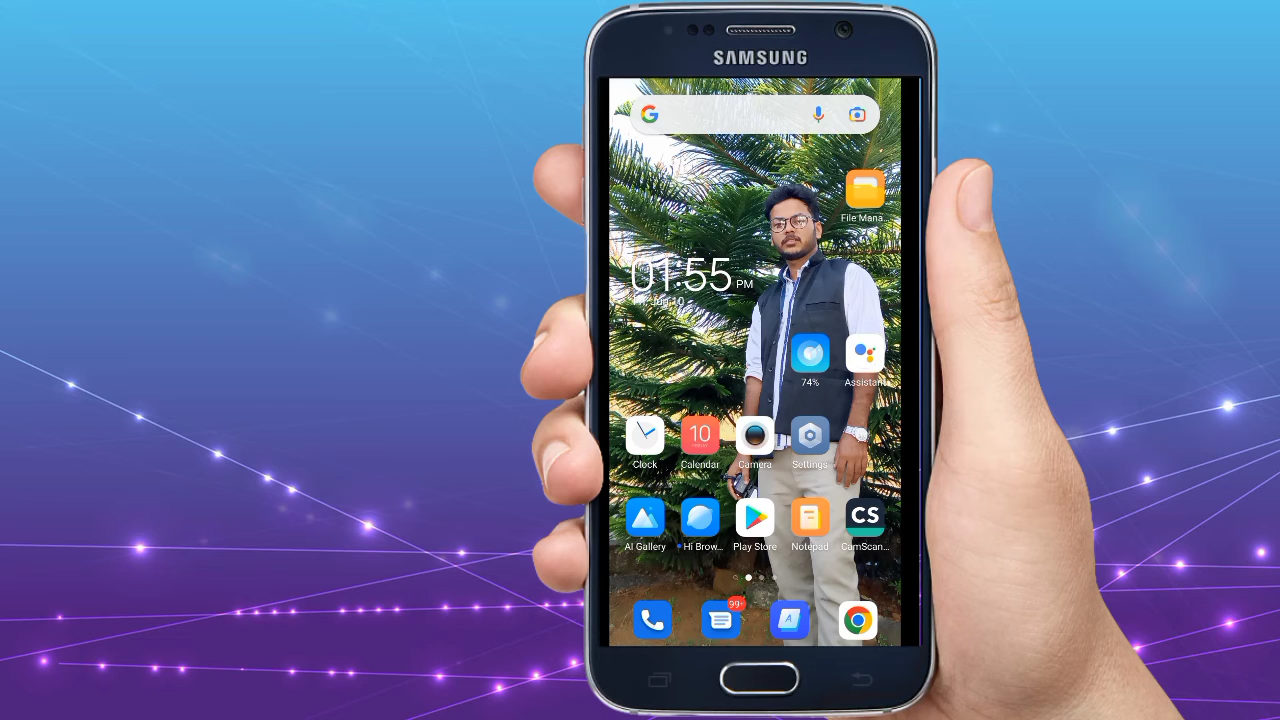 SAMSUNG
File Mana
01:55 PM
Jun 10
74%
Assistant
Clock
10
Calendar
Camera
Settings
AI Gallery
Hi Brow...
Play Store
Notepad
CS
CamScan...
99+
A